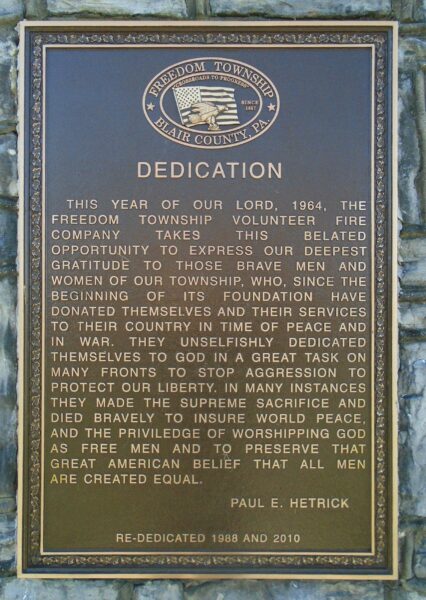 FREEDOM TOWNSHIP
"CROSSROADS TO PROGRESS"
SINCE
1857
BLAIR COUNTY, PA.
DEDICATION
THIS YEAR OF OUR LORD, 1964, THE
FREEDOM TOWNSHIP VOLUNTEER FIRE
COMPANY TAKES THIS BELATED
OPPORTUNITY TO EXPRESS OUR DEEPEST
GRATITUDE TO THOSE BRAVE MEN AND
WOMEN OF OUR TOWNSHIP, WHO, SINCE THE
BEGINNING OF ITS FOUNDATION HAVE
DONATED THEMSELVES AND THEIR SERVICES
TO THEIR COUNTRY IN TIME OF PEACE AND
IN WAR. THEY UNSELFISHLY DEDICATED
THEMSELVES TO GOD IN A GREAT TASK ON
MANY FRONTS TO STOP AGGRESSION TO
PROTECT OUR LIBERTY. IN MANY INSTANCES
THEY MADE THE SUPREME SACRIFICE AND
DIED BRAVELY TO INSURE WORLD PEACE,
AND THE PRIVILEDGE OF WORSHIPPING GOD
AS FREE MEN AND TO PRESERVE THAT
GREAT AMERICAN BELIEF THAT ALL MEN
ARE CREATED EQUAL.
PAUL E. HETRICK
RE-DEDICATED 1988 AND 2010